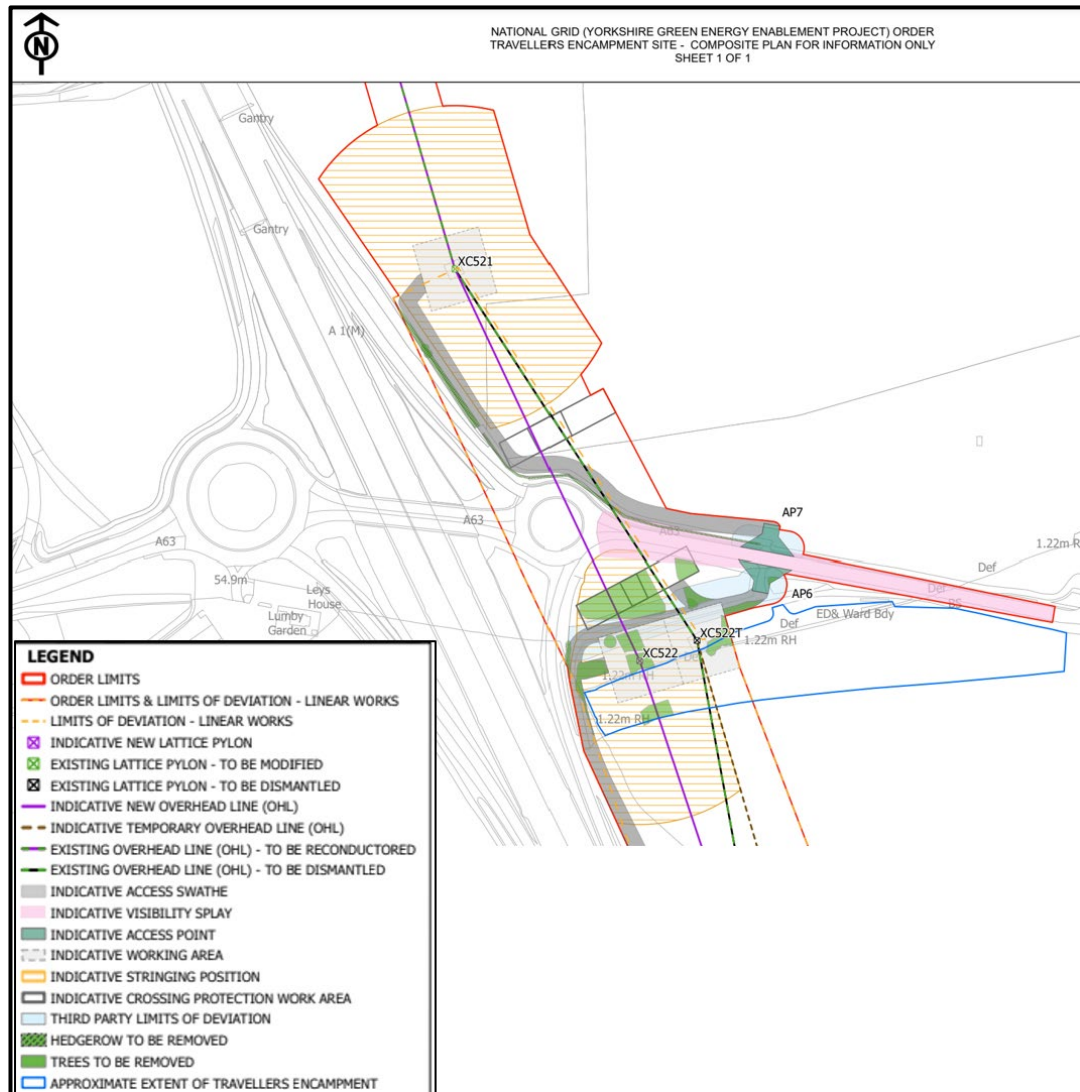 N
NATIONAL GRID (YORKSHIRE GREEN ENERGY ENABLEMENT PROJECT) ORDER
TRAVELLERS ENCAMPMENT SITE - COMPOSITE PLAN FOR INFORMATION ONLY
SHEET 1 OF 1
Gantry
Gantry
XC521
A 1(M)
AP7
A63
A63
A63
1.22m R
Def
54.9m
Leys
House
Def
AP6
BS
Lumby
Garden
Def
ED& Ward Bdy
XC522T
1.22m RH
XC522
1.22m RH
1.22m RH
LEGEND
ORDER LIMITS
ORDER LIMITS & LIMITS OF DEVIATION - LINEAR WORKS
LIMITS OF DEVIATION - LINEAR WORKS
INDICATIVE NEW LATTICE PYLON
EXISTING LATTICE PYLON - TO BE MODIFIED
EXISTING LATTICE PYLON - TO BE DISMANTLED
INDICATIVE NEW OVERHEAD LINE (OHL)
INDICATIVE TEMPORARY OVERHEAD LINE (OHL)
EXISTING OVERHEAD LINE (OHL) - TO BE RECONDUCTORED
EXISTING OVERHEAD LINE (OHL) - TO BE DISMANTLED
INDICATIVE ACCESS SWATHE
INDICATIVE VISIBILITY SPLAY
INDICATIVE ACCESS POINT
INDICATIVE WORKING AREA
INDICATIVE STRINGING POSITION
INDICATIVE CROSSING PROTECTION WORK AREA
THIRD PARTY LIMITS OF DEVIATION
HEDGEROW TO BE REMOVED
TREES TO BE REMOVED
APPROXIMATE EXTENT OF TRAVELLERS ENCAMPMENT